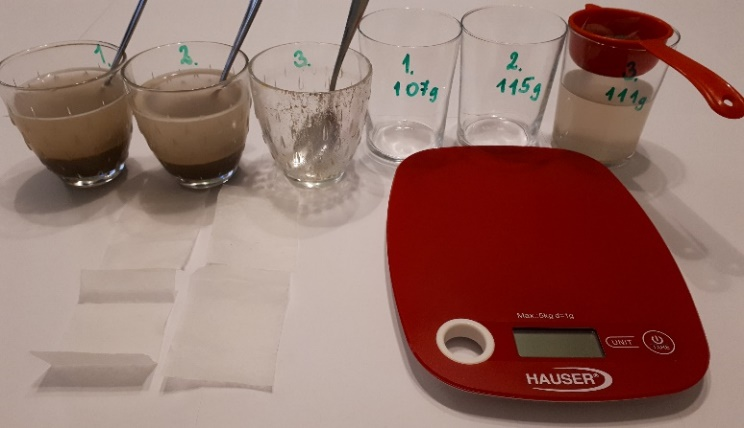 1.
2.
3.
1.
107g
2.
115g
3.
111g
Max.:5kg d=1g
UNIT
HAUSER